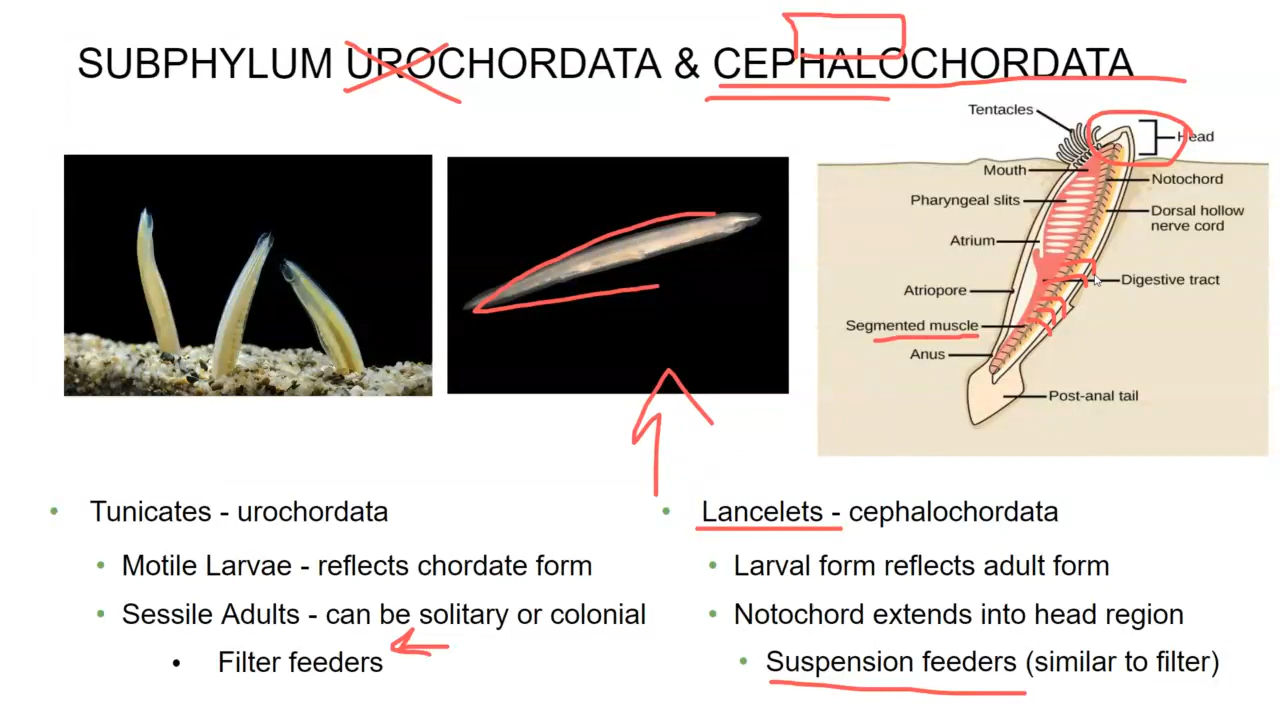 SUBPHYLUM UROCHORDATA & CEPHALOCHORDATA
Tentacles
Head
Mouth
Notochord
Pharyngeal slits
Dorsal hollow
nerve cord
Atrium
Digestive tract
Atriopore
Segmented muscle
Anus
Post-anal tail
• Tunicates - urochordata
• Motile Larvae - reflects chordate form
• Sessile Adults - can be solitary or colonial
• Filter feeders
• Lancelets - cephalochordata
• Larval form reflects adult form
• Notochord extends into head region
• Suspension feeders (similar to filter)